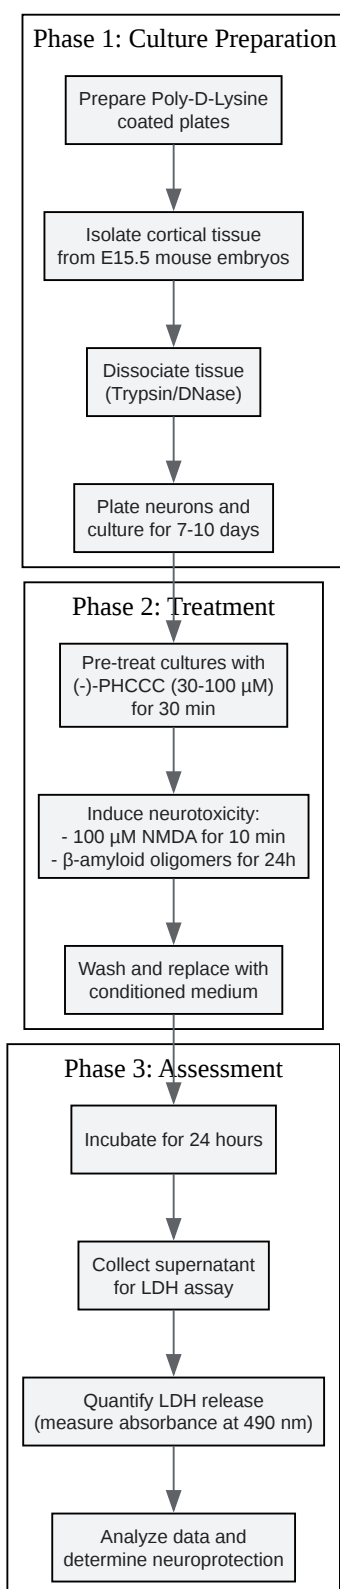 Phase 1: Culture Preparation
Prepare Poly-D-Lysine
coated plates
Isolate cortical tissue
from E15.5 mouse embryos
Dissociate tissue
(Trypsin/DNase)
Plate neurons and
culture for 7-10 days
Phase 2: Treatment
Pre-treat cultures with
(-)-PHCCC (30-100 µM)
for 30 min
Induce neurotoxicity:
- 100 µM NMDA for 10 min
- β-amyloid oligomers for 24h
Wash and replace with
conditioned medium
Phase 3: Assessment
Incubate for 24 hours
Collect supernatant
for LDH assay
Quantify LDH release
(measure absorbance at 490 nm)
Analyze data and
determine neuroprotection